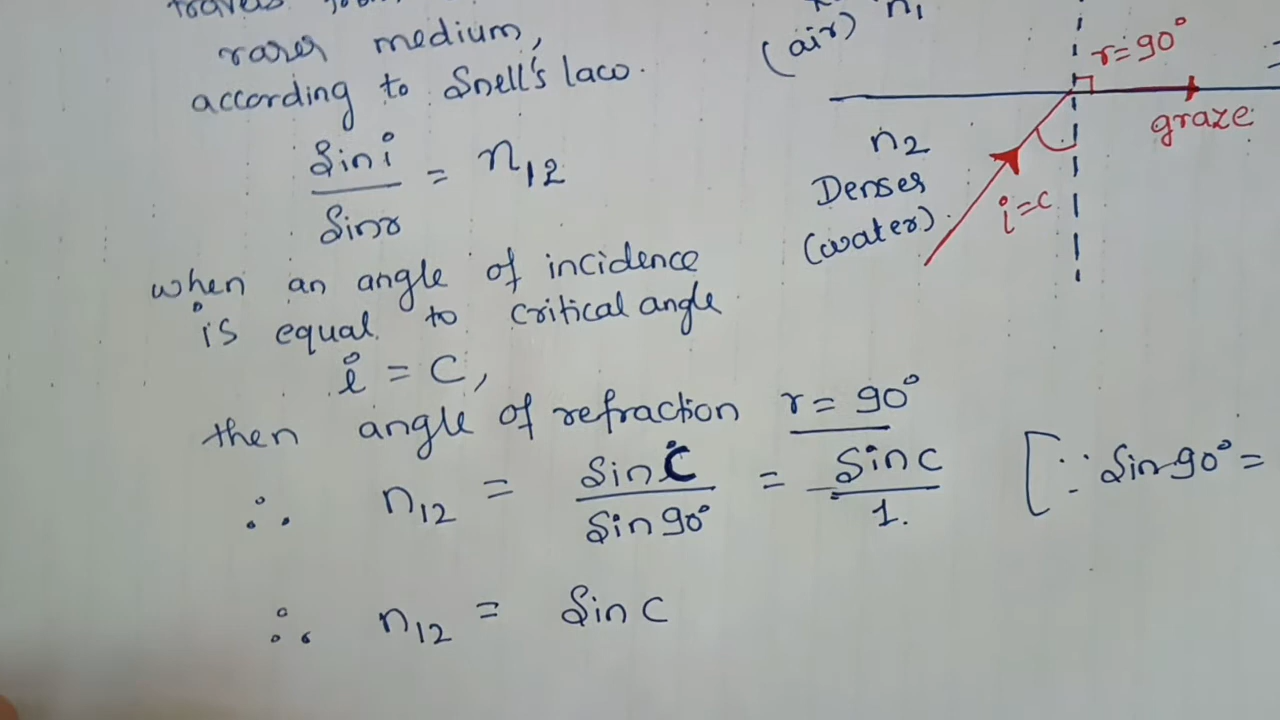 travels
rarer medium,
according to Snell's law.
Sin i / Sin r = n12
when an angle of incidence
is equal to critical angle
i = C,
then angle of refraction r = 90°
∴ n12 = Sin C / Sin 90° = Sin C / 1.
[∵ Sin 90° =
∴ n12 = Sin C
(air) n1
r = 90°
graze
n2
Denser
(water)
i = c